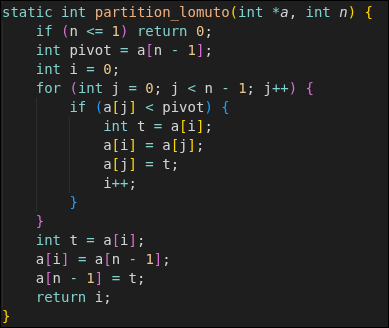 static int partition_lomuto(int *a, int n) {
    if (n <= 1) return 0;
    int pivot = a[n - 1];
    int i = 0;
    for (int j = 0; j < n - 1; j++) {
        if (a[j] < pivot) {
            int t = a[i];
            a[i] = a[j];
            a[j] = t;
            i++;
        }
    }
    int t = a[i];
    a[i] = a[n - 1];
    a[n - 1] = t;
    return i;
}